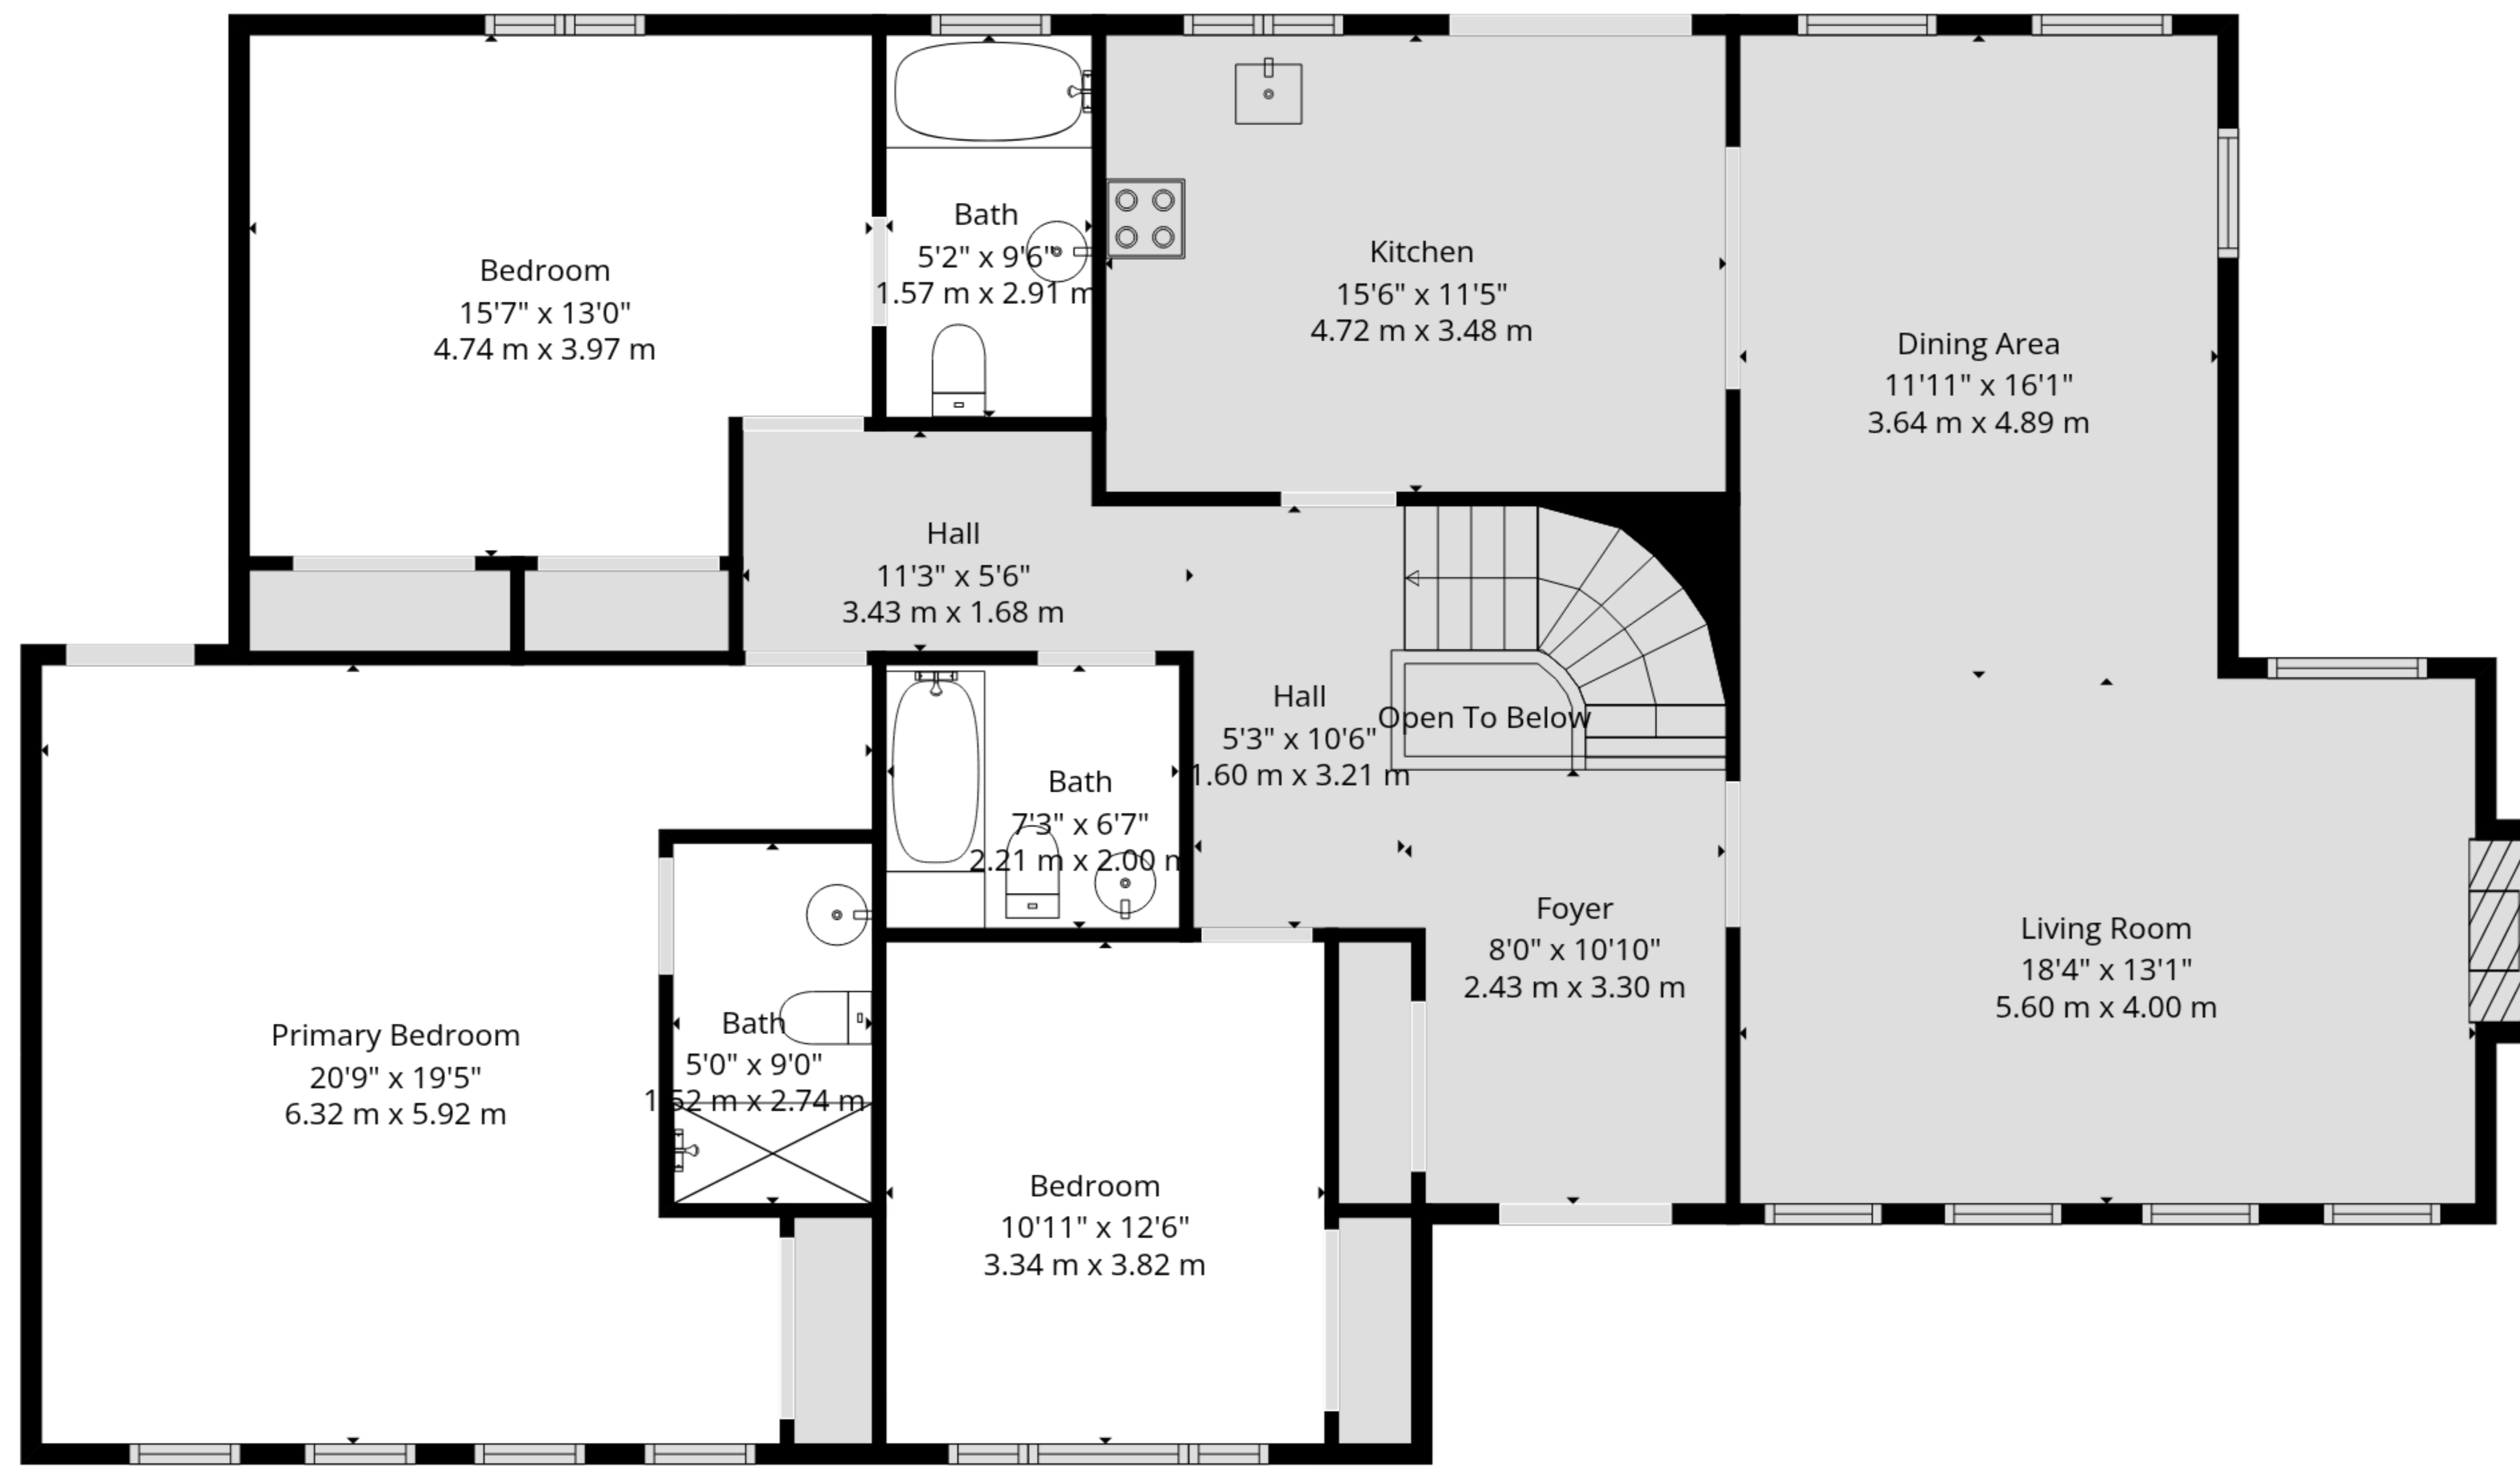 Bath
5'2" x 9'6"
1.57 m x 2.91 m
Kitchen
15'6" x 11'5"
4.72 m x 3.48 m
Bedroom
15'7" x 13'0"
4.74 m x 3.97 m
Dining Area
11'11" x 16'1"
3.64 m x 4.89 m
Hall
11'3" x 5'6"
3.43 m x 1.68 m
Hall
5'3" x 10'6"
1.60 m x 3.21 m
Open To Below
Bath
7'3" x 6'7"
2.21 m x 2.00 m
Foyer
8'0" x 10'10"
2.43 m x 3.30 m
Living Room
18'4" x 13'1"
5.60 m x 4.00 m
Primary Bedroom
20'9" x 19'5"
6.32 m x 5.92 m
Bath
5'0" x 9'0"
1.52 m x 2.74 m
Bedroom
10'11" x 12'6"
3.34 m x 3.82 m